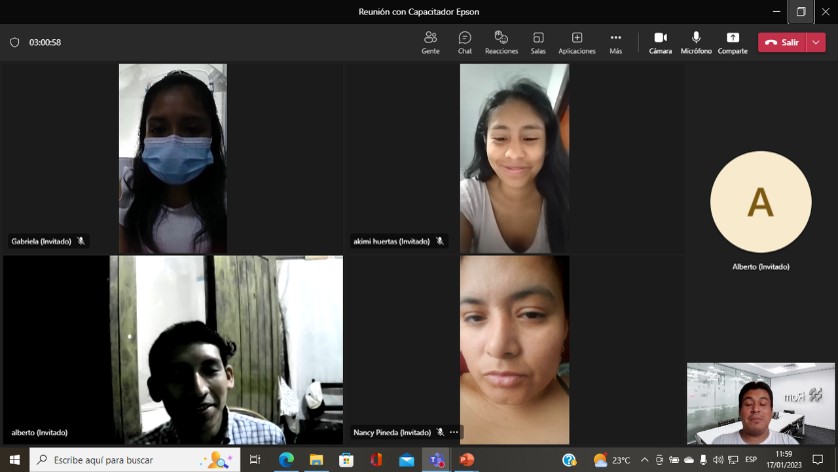 Reunión con Capacitador Epson
03:00:58
Gente
Chat
Reacciones
Salas
Aplicaciones
Más
Cámara
Micrófono
Comparte
Salir
Gabriela (Invitado)
akimi huertas (Invitado)
A
Alberto (Invitado)
alberto (Invitado)
Nancy Pineda (Invitado)
Escribe aquí para buscar
23°C
ESP
11:59
17/01/2023